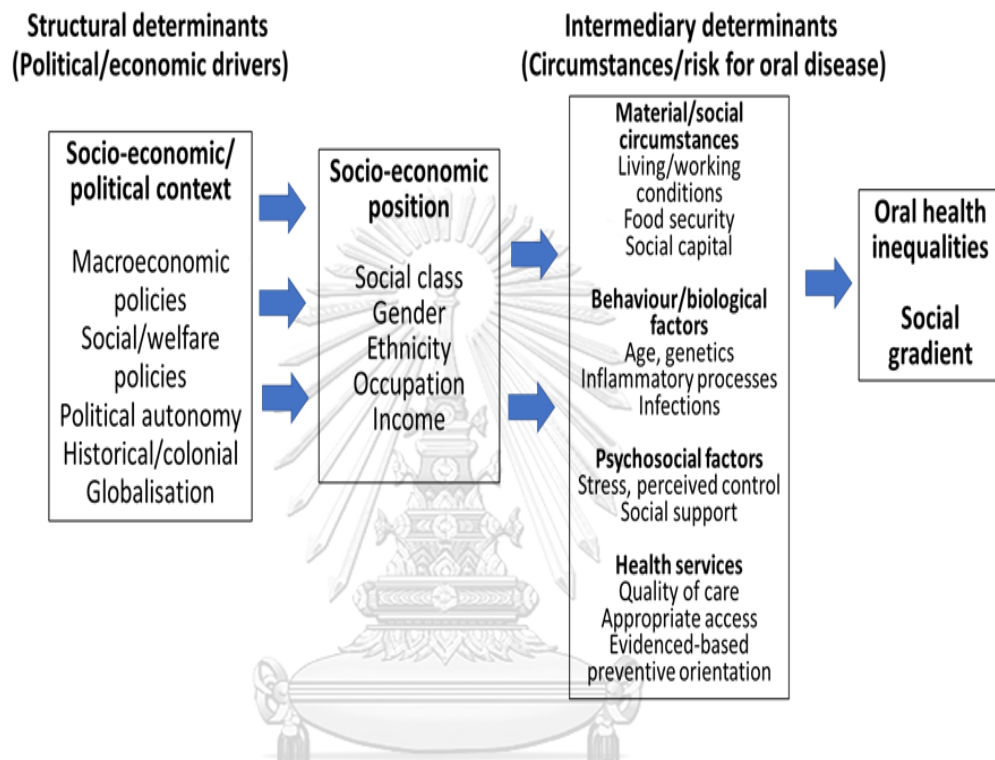 Structural determinants
(Political/economic drivers)
Socio-economic/
political context
Macroeconomic
policies
Social/welfare
policies
Political autonomy
Historical/colonial
Globalisation
Socio-economic
position
Social class
Gender
Ethnicity
Occupation
Income
Intermediary determinants
(Circumstances/risk for oral disease)
Material/social
circumstances
Living/working
conditions
Food security
Social capital
Behaviour/biological
factors
Age, genetics
Inflammatory processes
Infections
Psychosocial factors
Stress, perceived control
Social support
Health services
Quality of care
Appropriate access
Evidenced-based
preventive orientation
Oral health
inequalities
Social
gradient